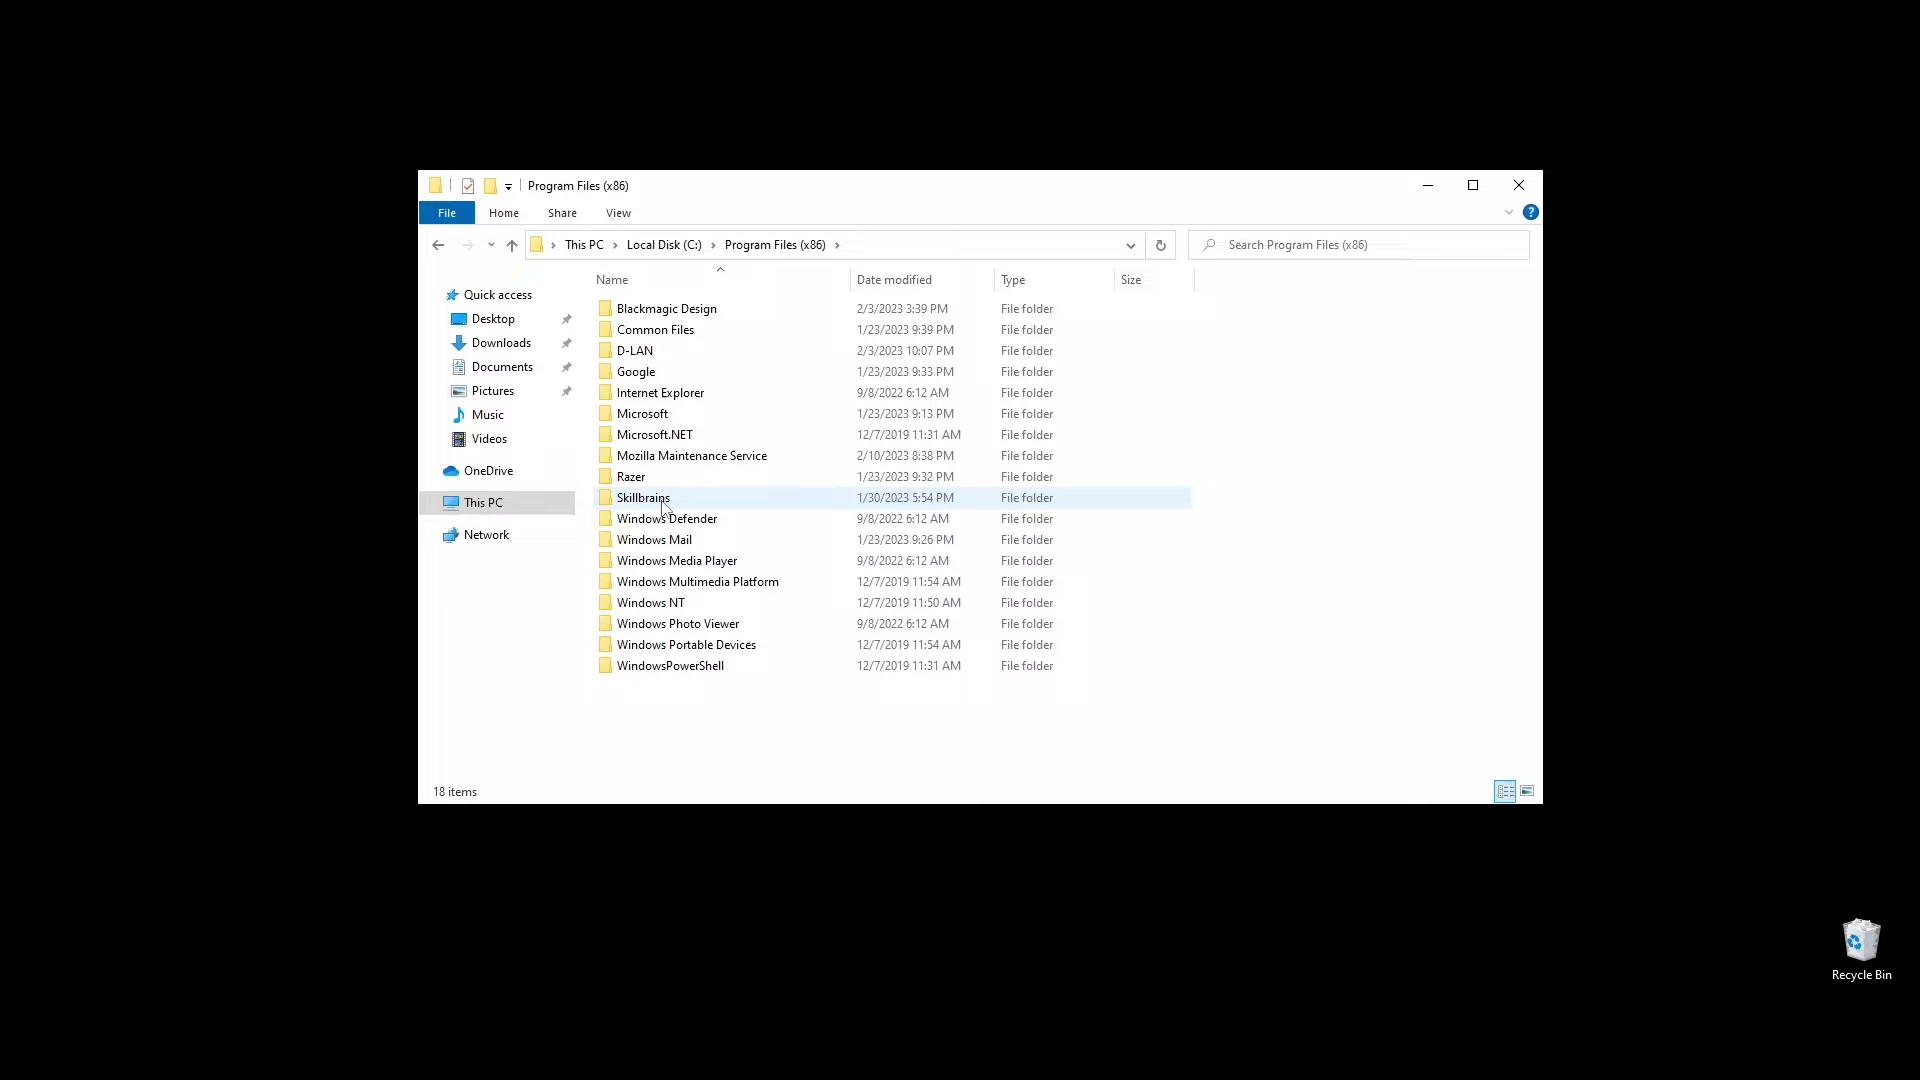 Program Files (x86)
File Home Share View
This PC Local Disk (C:) Program Files (x86) Search Program Files (x86)
Name Date modified Type Size
Quick access
Desktop
Downloads
Documents
Pictures
Music
Videos
OneDrive
This PC
Network
Blackmagic Design 2/3/2023 3:39 PM File folder
Common Files 1/23/2023 9:39 PM File folder
D-LAN 2/3/2023 10:07 PM File folder
Google 1/23/2023 9:33 PM File folder
Internet Explorer 9/8/2022 6:12 AM File folder
Microsoft 1/23/2023 9:13 PM File folder
Microsoft.NET 12/7/2019 11:31 AM File folder
Mozilla Maintenance Service 2/10/2023 8:38 PM File folder
Razer 1/23/2023 9:32 PM File folder
Skillbrains 1/30/2023 5:54 PM File folder
Windows Defender 9/8/2022 6:12 AM File folder
Windows Mail 1/23/2023 9:26 PM File folder
Windows Media Player 9/8/2022 6:12 AM File folder
Windows Multimedia Platform 12/7/2019 11:54 AM File folder
Windows NT 12/7/2019 11:50 AM File folder
Windows Photo Viewer 9/8/2022 6:12 AM File folder
Windows Portable Devices 12/7/2019 11:54 AM File folder
WindowsPowerShell 12/7/2019 11:31 AM File folder
18 items
Recycle Bin